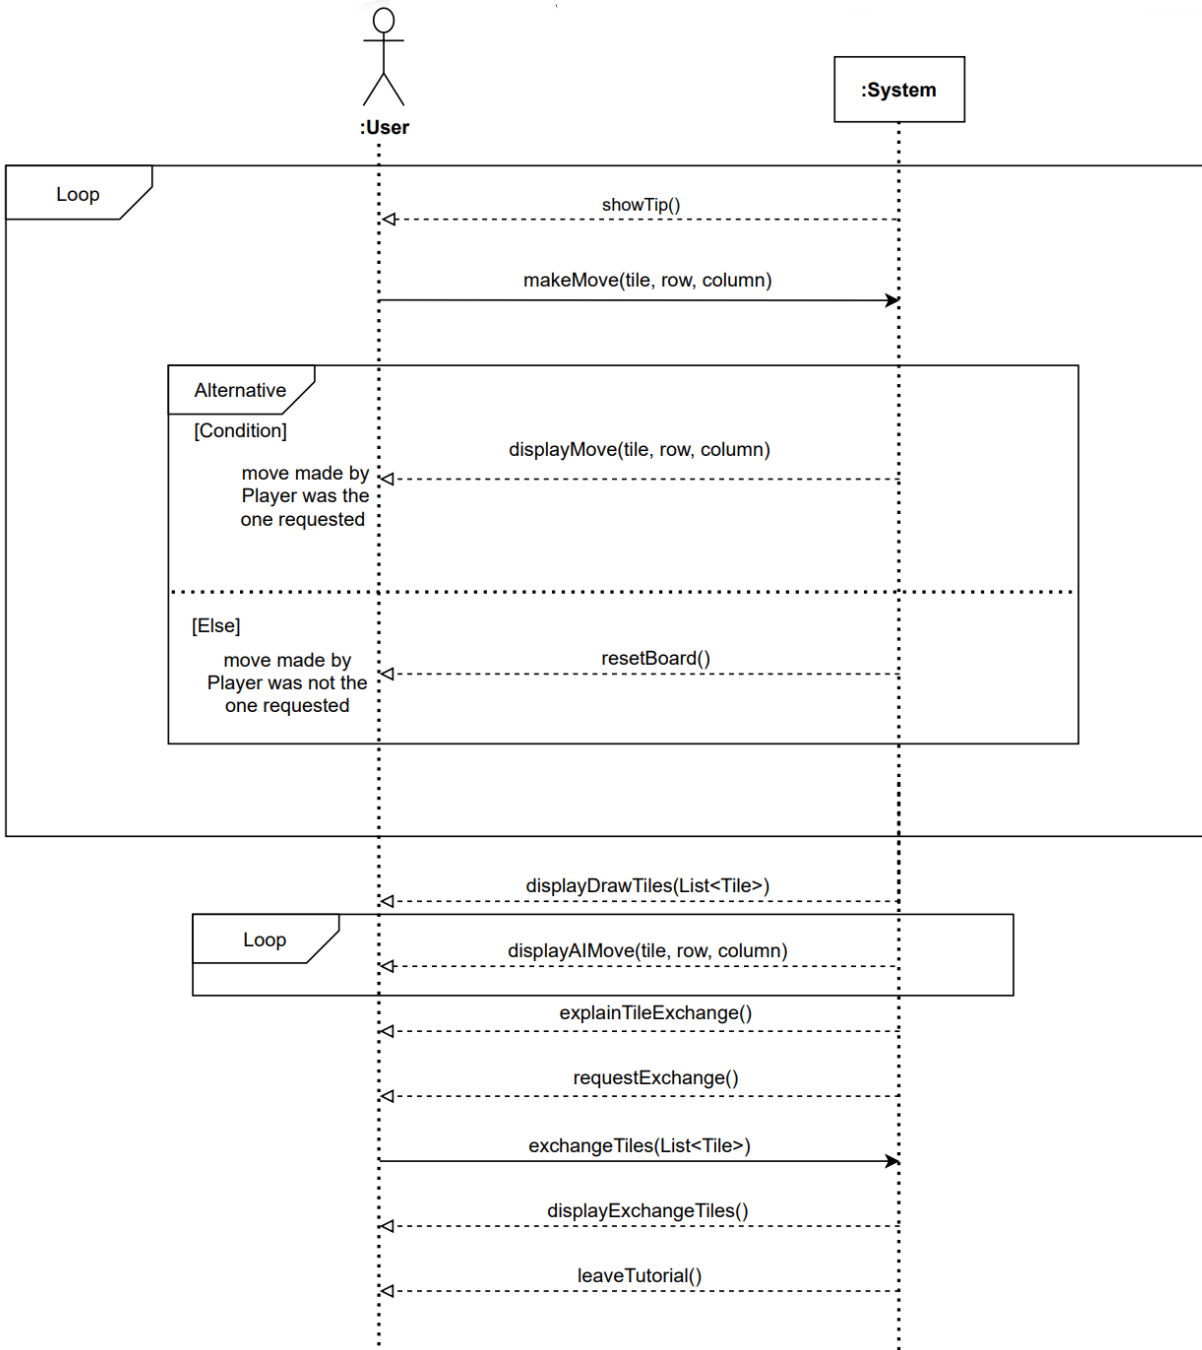 :User
:System
Loop
showTip()
makeMove(tile, row, column)
Alternative
[Condition]
displayMove(tile, row, column)
move made by
Player was the
one requested
[Else]
resetBoard()
move made by
Player was not the
one requested
displayDrawTiles(List<Tile>)
Loop
displayAIMove(tile, row, column)
explainTileExchange()
requestExchange()
exchangeTiles(List<Tile>)
displayExchangeTiles()
leaveTutorial()